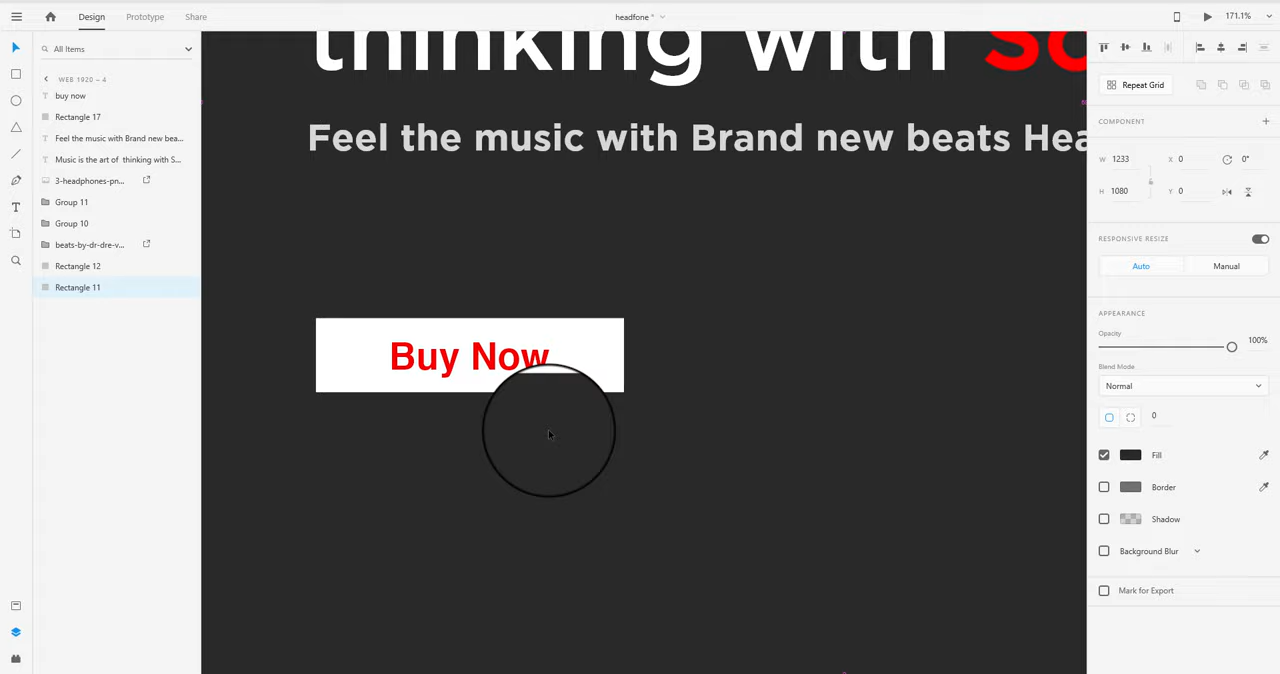 Design
Prototype
Share
headfone *
171.1%
All Items
WEB 1920 – 4
buy now
Rectangle 17
Feel the music with Brand new bea...
Music is the art of thinking with S...
3-headphones-pn...
Group 11
Group 10
beats-by-dr-dre-v...
Rectangle 12
Rectangle 11
thinking with So
Feel the music with Brand new beats Hea
Buy Now
Repeat Grid
COMPONENT
W 1233 X 0 0°
H 1080 Y 0
RESPONSIVE RESIZE
Auto Manual
APPEARANCE
Opacity
100%
Blend Mode
Normal
0
Fill
Border
Shadow
Background Blur
Mark for Export